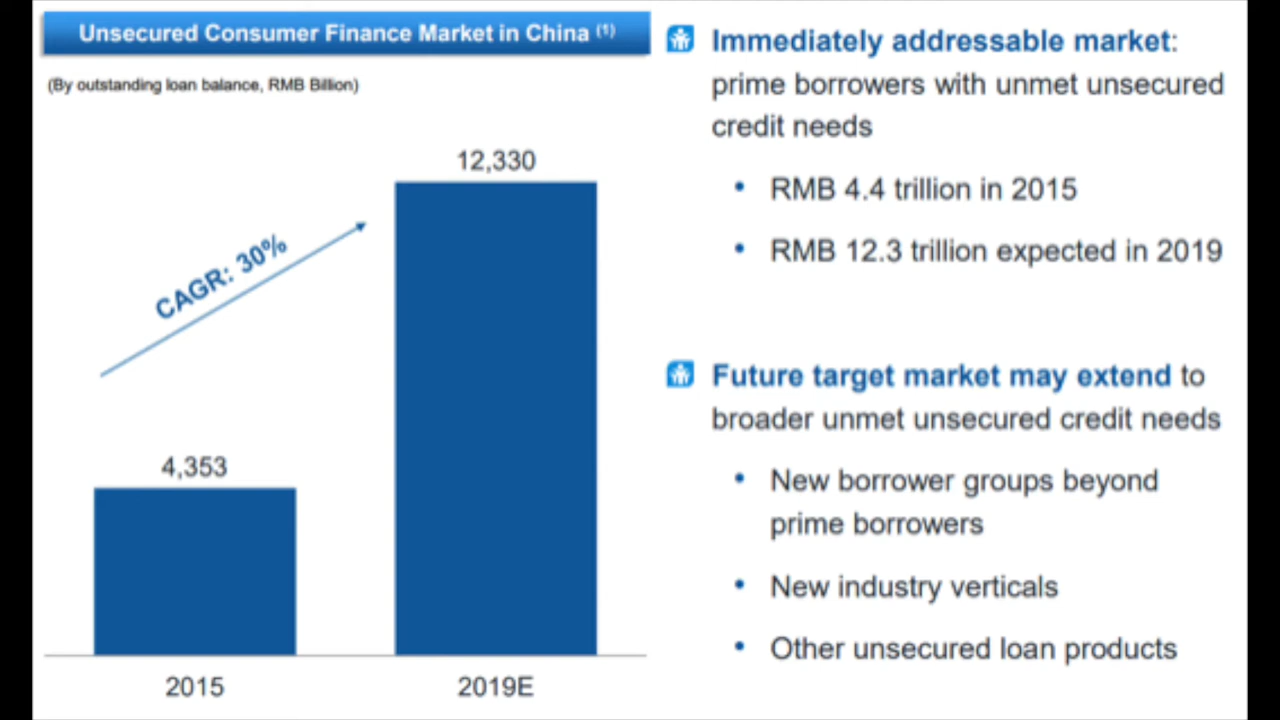 Unsecured Consumer Finance Market in China (1)
(By outstanding loan balance, RMB Billion)
12,330
CAGR: 30%
4,353
2015
2019E
Immediately addressable market:
prime borrowers with unmet unsecured
credit needs
• RMB 4.4 trillion in 2015
• RMB 12.3 trillion expected in 2019
Future target market may extend to
broader unmet unsecured credit needs
• New borrower groups beyond
prime borrowers
• New industry verticals
• Other unsecured loan products